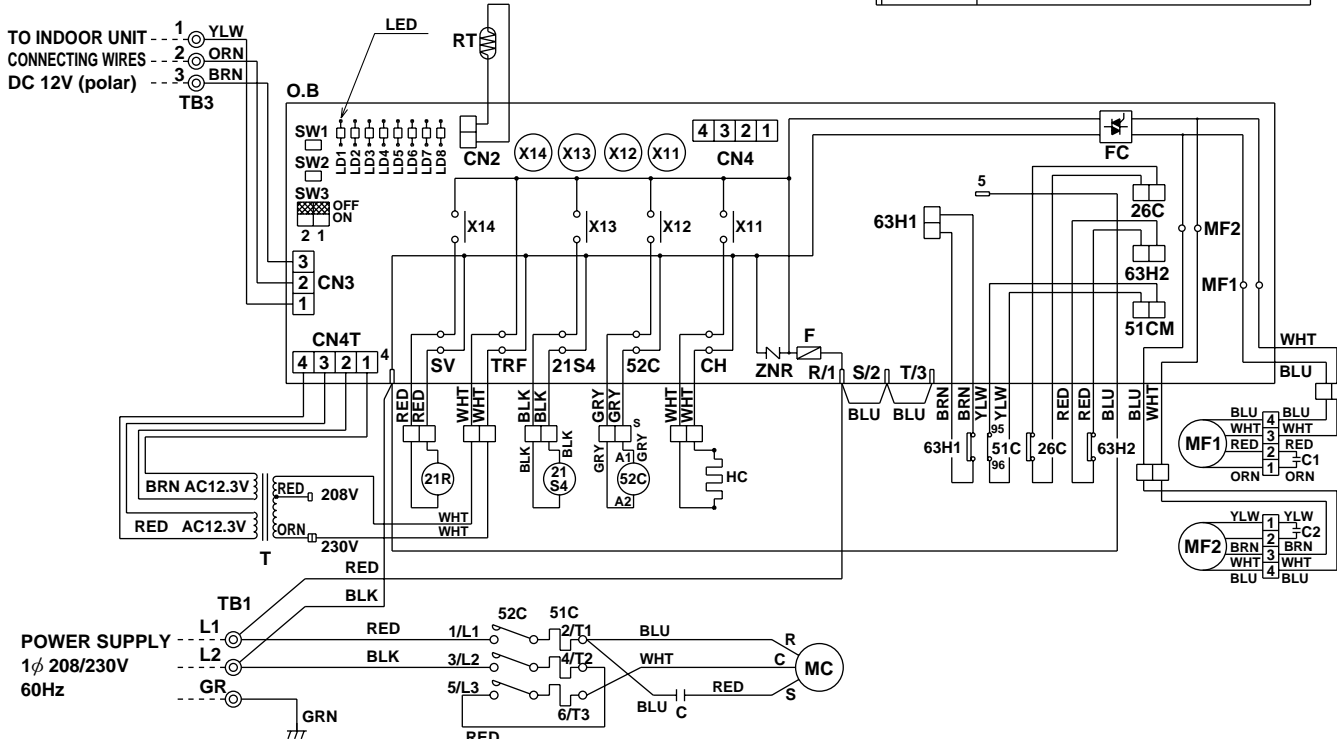 TO INDOOR UNIT
CONNECTING WIRES
DC 12V (polar)
1 YLW
2 ORN
3 BRN
TB3
LED
RT
O.B
SW1
SW2
SW3
OFF
ON
2 1
LD1
LD2
LD3
LD4
LD5
LD6
LD7
LD8
CN2
X14
X13
X12
X11
4 3 2 1
CN4
FC
5
26C
63H1
MF2
63H2
MF1
51CM
X14
X13
X12
X11
3
2
1
CN3
CN4T
4 3 2 1
4
SV
TRF
21S4
52C
CH
ZNR
F
R/1
S/2
T/3
BLU
BLU
WHT
BLU
RED
RED
WHT
WHT
BLK
BLK
GRY
GRY
WHT
WHT
BRN
BRN
YLW
YLW
RED
RED
BLU
BLU
WHT
21R
BLK
BLK
21
S4
GRY
A1
GRY
S
52C
A2
HC
63H1
95
96
51C
26C
63H2
MF1
BLU 4 BLU
WHT 3 WHT
RED 2 RED
C1
ORN 1 ORN
MF2
YLW 1 YLW
2 C2
BRN 3 BRN
WHT 4 WHT
BLU BLU
BRN AC12.3V
RED AC12.3V
RED
208V
ORN
230V
T
WHT
WHT
RED
BLK
TB1
POWER SUPPLY
1φ 208/230V
60Hz
L1
L2
GR
GRN
RED
BLK
52C
51C
1/L1
2/T1
3/L2
4/T2
5/L3
6/T3
RED
BLU
WHT
BLU
C
RED
R
C
S
MC